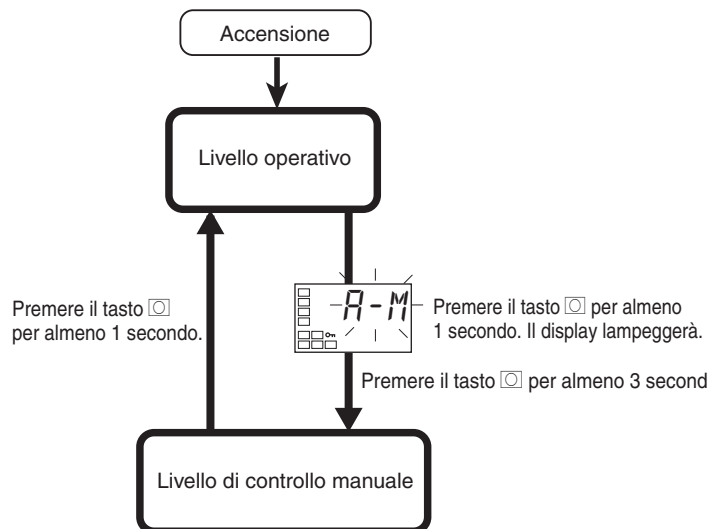 Accensione
Livello operativo
Premere il tasto
per almeno 1 secondo.
A-M
Premere il tasto per almeno
1 secondo. Il display lampeggerà.
Premere il tasto per almeno 3 second
Livello di controllo manuale